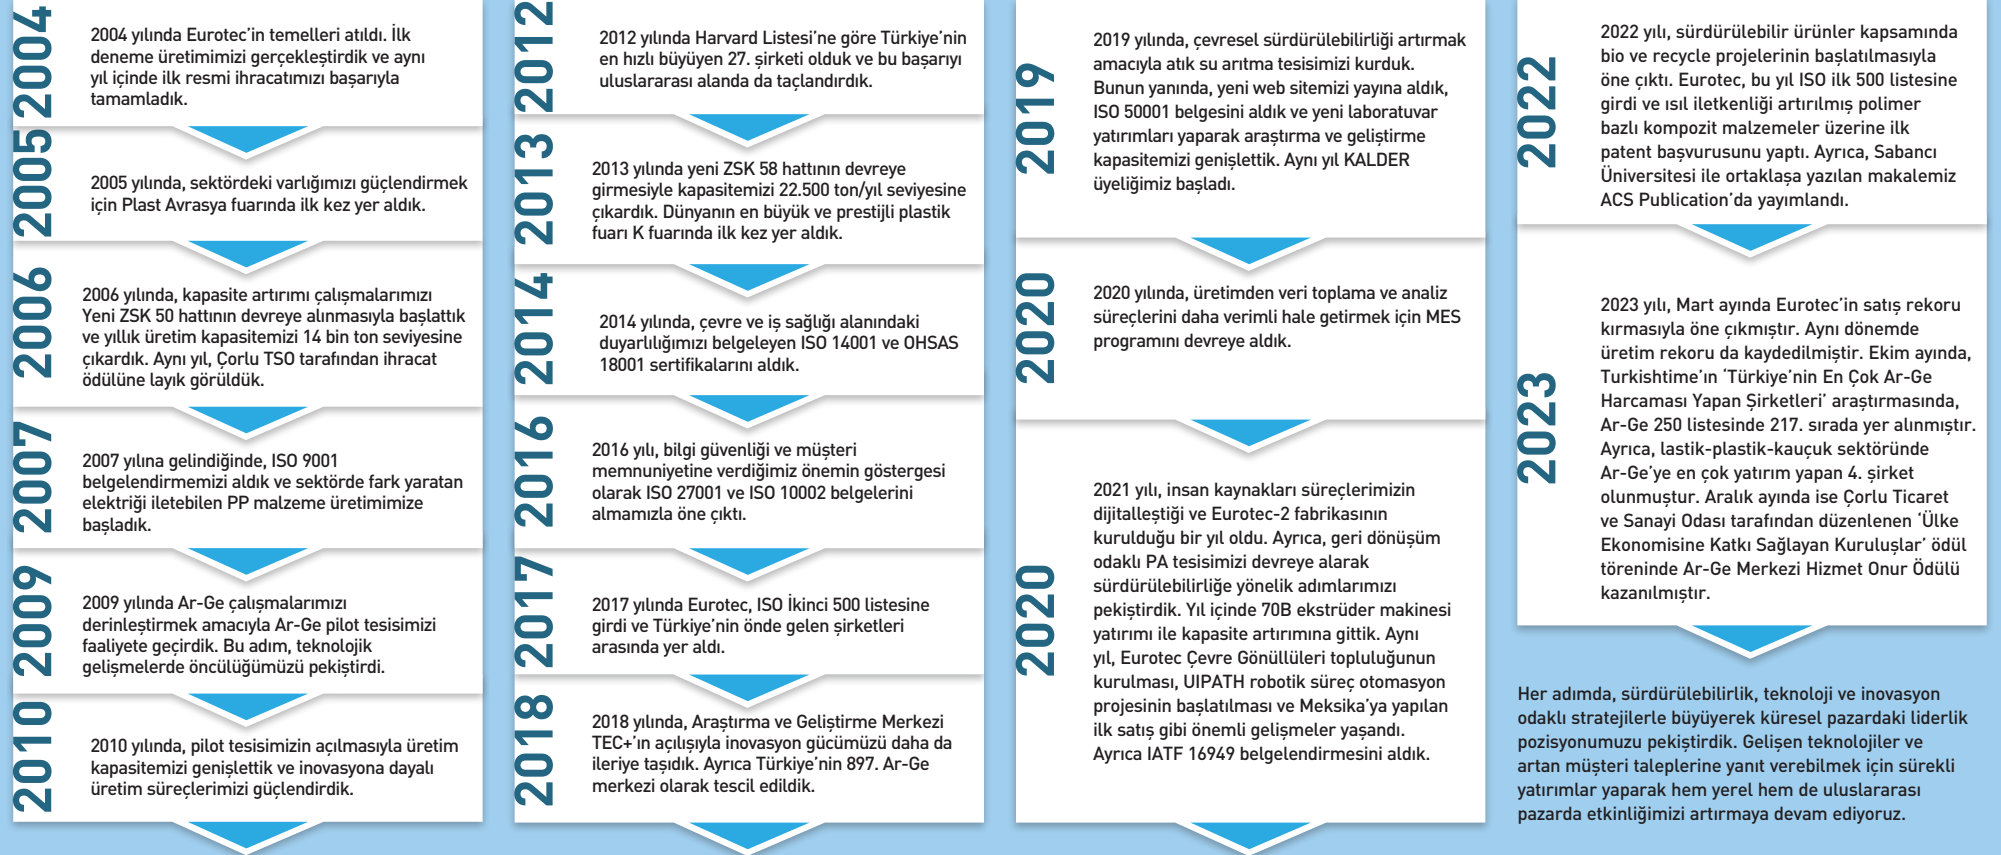 2004
2004 yılında Eurotec’in temelleri atıldı. İlk
deneme üretimimizi gerçekleştirdik ve aynı
yıl içinde ilk resmi ihracatımızı başarıyla
tamamladık.
2005
2005 yılında, sektördeki varlığımızı güçlendirmek
için Plast Avrasya fuarında ilk kez yer aldık.
2006
2006 yılında, kapasite artırımı çalışmalarımızı
Yeni ZSK 50 hattının devreye alınmasıyla başlattık
ve yıllık üretim kapasitemizi 14 bin ton seviyesine
çıkardık. Aynı yıl, Çorlu TSO tarafından ihracat
ödülüne layık görüldük.
2007
2007 yılına gelindiğinde, ISO 9001
belgelendirmemizi aldık ve sektörde fark yaratan
elektriği iletebilen PP malzeme üretimimize
başladık.
2009
2009 yılında Ar-Ge çalışmalarımızı
derinleştirmek amacıyla Ar-Ge pilot tesisimizi
faaliyete geçirdik. Bu adım, teknolojik
gelişmelerde öncülüğümüzü pekiştirdi.
2010
2010 yılında, pilot tesisimizin açılmasıyla üretim
kapasitemizi genişlettik ve inovasyona dayalı
üretim süreçlerimizi güçlendirdik.
2012
2012 yılında Harvard Listesi’ne göre Türkiye’nin
en hızlı büyüyen 27. şirketi olduk ve bu başarıyı
uluslararası alanda da taçlandırdık.
2013
2013 yılında yeni ZSK 58 hattının devreye
girmesiyle kapasitemizi 22.500 ton/yıl seviyesine
çıkardık. Dünyanın en büyük ve prestijli plastik
fuarı K fuarında ilk kez yer aldık.
2014
2014 yılında, çevre ve iş sağlığı alanındaki
duyarlılığımızı belgeleyen ISO 14001 ve OHSAS
18001 sertifikalarını aldık.
2016
2016 yılı, bilgi güvenliği ve müşteri
memnuniyetine verdiğimiz önemin göstergesi
olarak ISO 27001 ve ISO 10002 belgelerini
almamızla öne çıktı.
2017
2017 yılında Eurotec, ISO İkinci 500 listesine
girdi ve Türkiye’nin önde gelen şirketleri
arasında yer aldı.
2018
2018 yılında, Araştırma ve Geliştirme Merkezi
TEC+’ın açılışıyla inovasyon gücümüzü daha da
ileriye taşıdık. Ayrıca Türkiye’nin 897. Ar-Ge
merkezi olarak tescil edildik.
2019
2019 yılında, çevresel sürdürülebilirliği artırmak
amacıyla atık su arıtma tesisimizi kurduk.
Bunun yanında, yeni web sitemizi yayına aldık,
ISO 50001 belgesini aldık ve yeni laboratuvar
yatırımları yaparak araştırma ve geliştirme
kapasitemizi genişlettik. Aynı yıl KALDER
üyeliğimiz başladı.
2020
2020 yılında, üretimden veri toplama ve analiz
süreçlerini daha verimli hale getirmek için MES
programını devreye aldık.
2020
2021 yılı, insan kaynakları süreçlerimizin
dijitalleştiği ve Eurotec-2 fabrikasının
kurulduğu bir yıl oldu. Ayrıca, geri dönüşüm
odaklı PA tesisimizi devreye alarak
sürdürülebilirliğe yönelik adımlarımızı
pekiştirdik. Yıl içinde 70B ekstrüder makinesi
yatırımı ile kapasite artırımına gittik. Aynı
yıl, Eurotec Çevre Gönüllüleri topluluğunun
kurulması, UIPATH robotik süreç otomasyon
projesinin başlatılması ve Meksika’ya yapılan
ilk satış gibi önemli gelişmeler yaşandı.
Ayrıca IATF 16949 belgelendirmesini aldık.
2022
2022 yılı, sürdürülebilir ürünler kapsamında
bio ve recycle projelerinin başlatılmasıyla
öne çıktı. Eurotec, bu yıl ISO ilk 500 listesine
girdi ve ısıl iletkenliği artırılmış polimer
bazlı kompozit malzemeler üzerine ilk
patent başvurusunu yaptı. Ayrıca, Sabancı
Üniversitesi ile ortaklaşa yazılan makalemiz
ACS Publication’da yayımlandı.
2023
2023 yılı, Mart ayında Eurotec’in satış rekoru
kırmasıyla öne çıkmıştır. Aynı dönemde
üretim rekoru da kaydedilmiştir. Ekim ayında,
Turkishtime’ın ‘Türkiye’nin En Çok Ar-Ge
Harcaması Yapan Şirketleri’ araştırmasında,
Ar-Ge 250 listesinde 217. sırada yer alınmıştır.
Ayrıca, lastik-plastik-kauçuk sektöründe
Ar-Ge’ye en çok yatırım yapan 4. şirket
olunmuştur. Aralık ayında ise Çorlu Ticaret
ve Sanayi Odası tarafından düzenlenen ‘Ülke
Ekonomisine Katkı Sağlayan Kuruluşlar’ ödül
töreninde Ar-Ge Merkezi Hizmet Onur Ödülü
kazanılmıştır.
Her adımda, sürdürülebilirlik, teknoloji ve inovasyon
odaklı stratejilerle büyüyerek küresel pazardaki liderlik
pozisyonumuzu pekiştirdik. Gelişen teknolojiler ve
artan müşteri taleplerine yanıt verebilmek için sürekli
yatırımlar yaparak hem yerel hem de uluslararası
pazarda etkinliğimizi artırmaya devam ediyoruz.